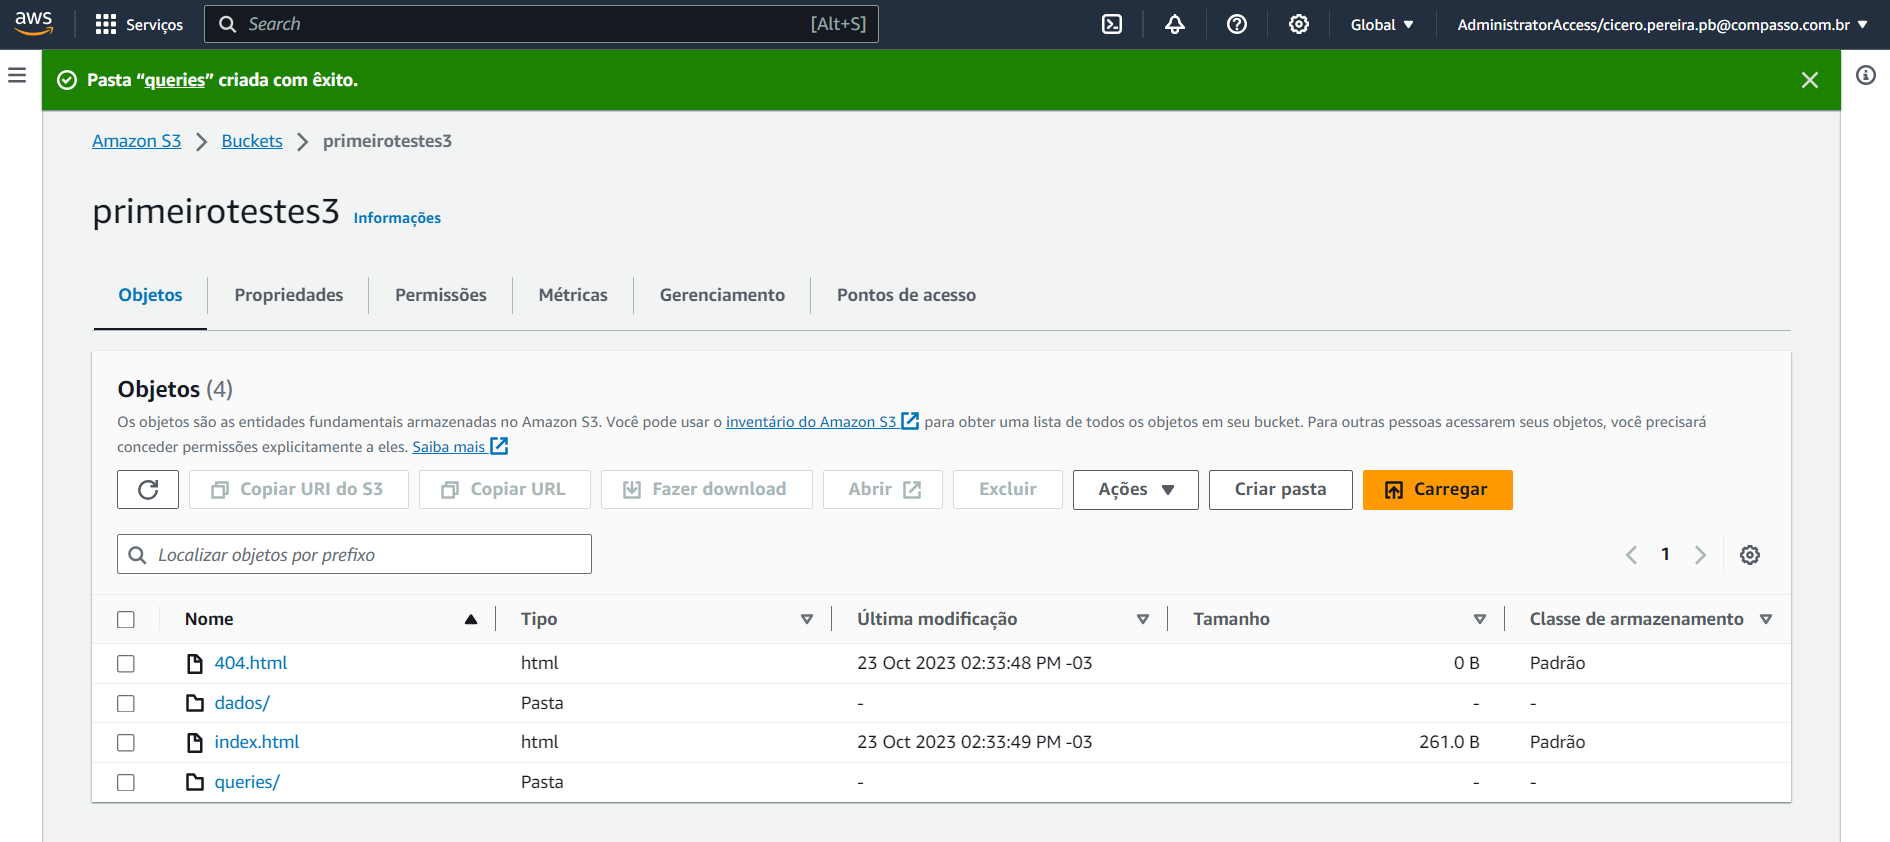 aws Serviços Search [Alt+S] Global AdministratorAccess/cicero.pereira.pb@compasso.com.br
Pasta “queries” criada com êxito.
Amazon S3 Buckets primeirotestes3
primeirotestes3 Informações
Objetos Propriedades Permissões Métricas Gerenciamento Pontos de acesso
Objetos (4)
Os objetos são as entidades fundamentais armazenadas no Amazon S3. Você pode usar o inventário do Amazon S3 para obter uma lista de todos os objetos em seu bucket. Para outras pessoas acessarem seus objetos, você precisará
conceder permissões explicitamente a eles. Saiba mais
Copiar URI do S3 Copiar URL Fazer download Abrir Excluir Ações Criar pasta Carregar
Localizar objetos por prefixo 1
Nome Tipo Última modificação Tamanho Classe de armazenamento
404.html html 23 Oct 2023 02:33:48 PM -03 0 B Padrão
dados/ Pasta - - -
index.html html 23 Oct 2023 02:33:49 PM -03 261.0 B Padrão
queries/ Pasta - - -